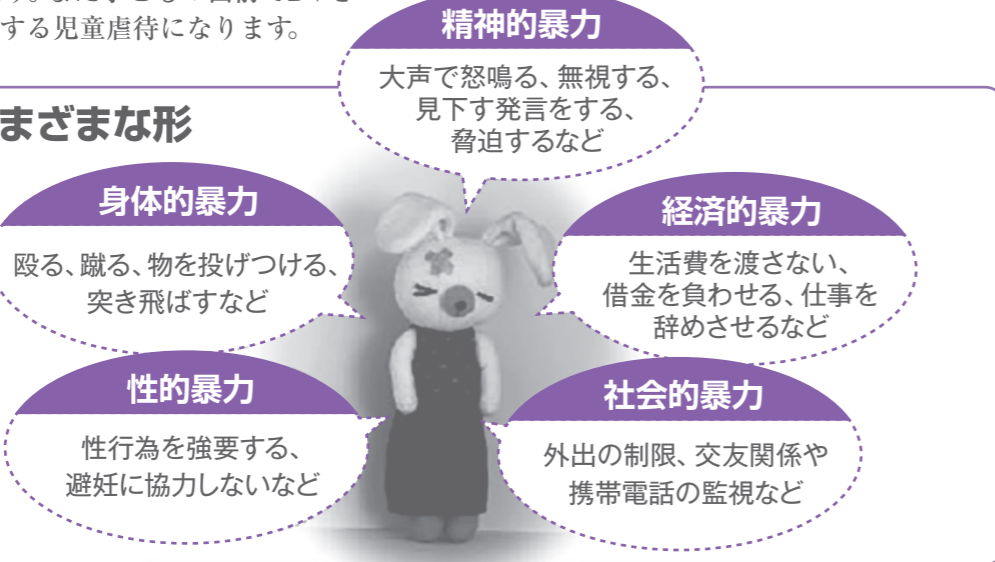 する児童虐待になります。
まざまな形
精神的暴力
大声で怒鳴る、無視する、
見下す発言をする、
脅迫するなど
身体的暴力
殴る、蹴る、物を投げつける、
突き飛ばすなど
経済的暴力
生活費を渡さない、
借金を負わせる、仕事を
辞めさせるなど
性的暴力
性行為を強要する、
避妊に協力しないなど
社会的暴力
外出の制限、交友関係や
携帯電話の監視など